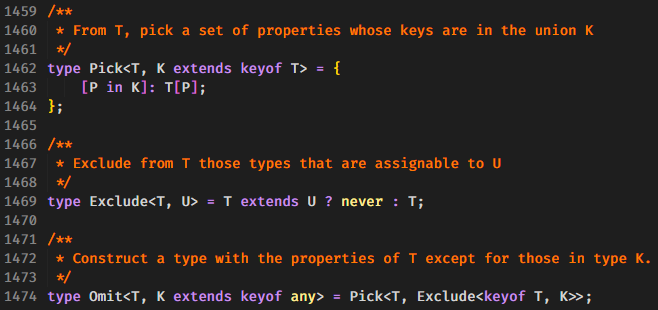 1459 /**
1460  * From T, pick a set of properties whose keys are in the union K
1461  */
1462 type Pick<T, K extends keyof T> = {
1463     [P in K]: T[P];
1464 };
1465
1466 /**
1467  * Exclude from T those types that are assignable to U
1468  */
1469 type Exclude<T, U> = T extends U ? never : T;
1470
1471 /**
1472  * Construct a type with the properties of T except for those in type K.
1473  */
1474 type Omit<T, K extends keyof any> = Pick<T, Exclude<keyof T, K>>;